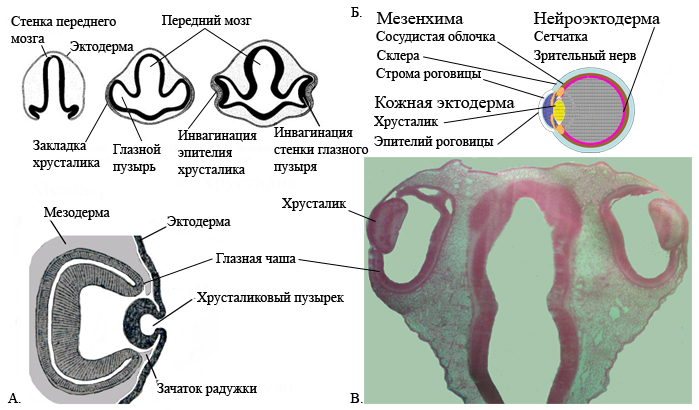 Стенка переднего
мозга
Эктодерма
Передний мозг
Закладка
хрусталика
Глазной
пузырь
Инвагинация
эпителия
хрусталика
Инвагинация
стенки глазного
пузыря
Мезодерма
Эктодерма
Глазная чаша
Хрусталиковый пузырек
Зачаток радужки
А.
Б.
Мезенхима
Сосудистая облочка
Склера
Строма роговицы
Нейроэктодерма
Сетчатка
Зрительный нерв
Кожная эктодерма
Хрусталик
Эпителий роговицы
Хрусталик
В.